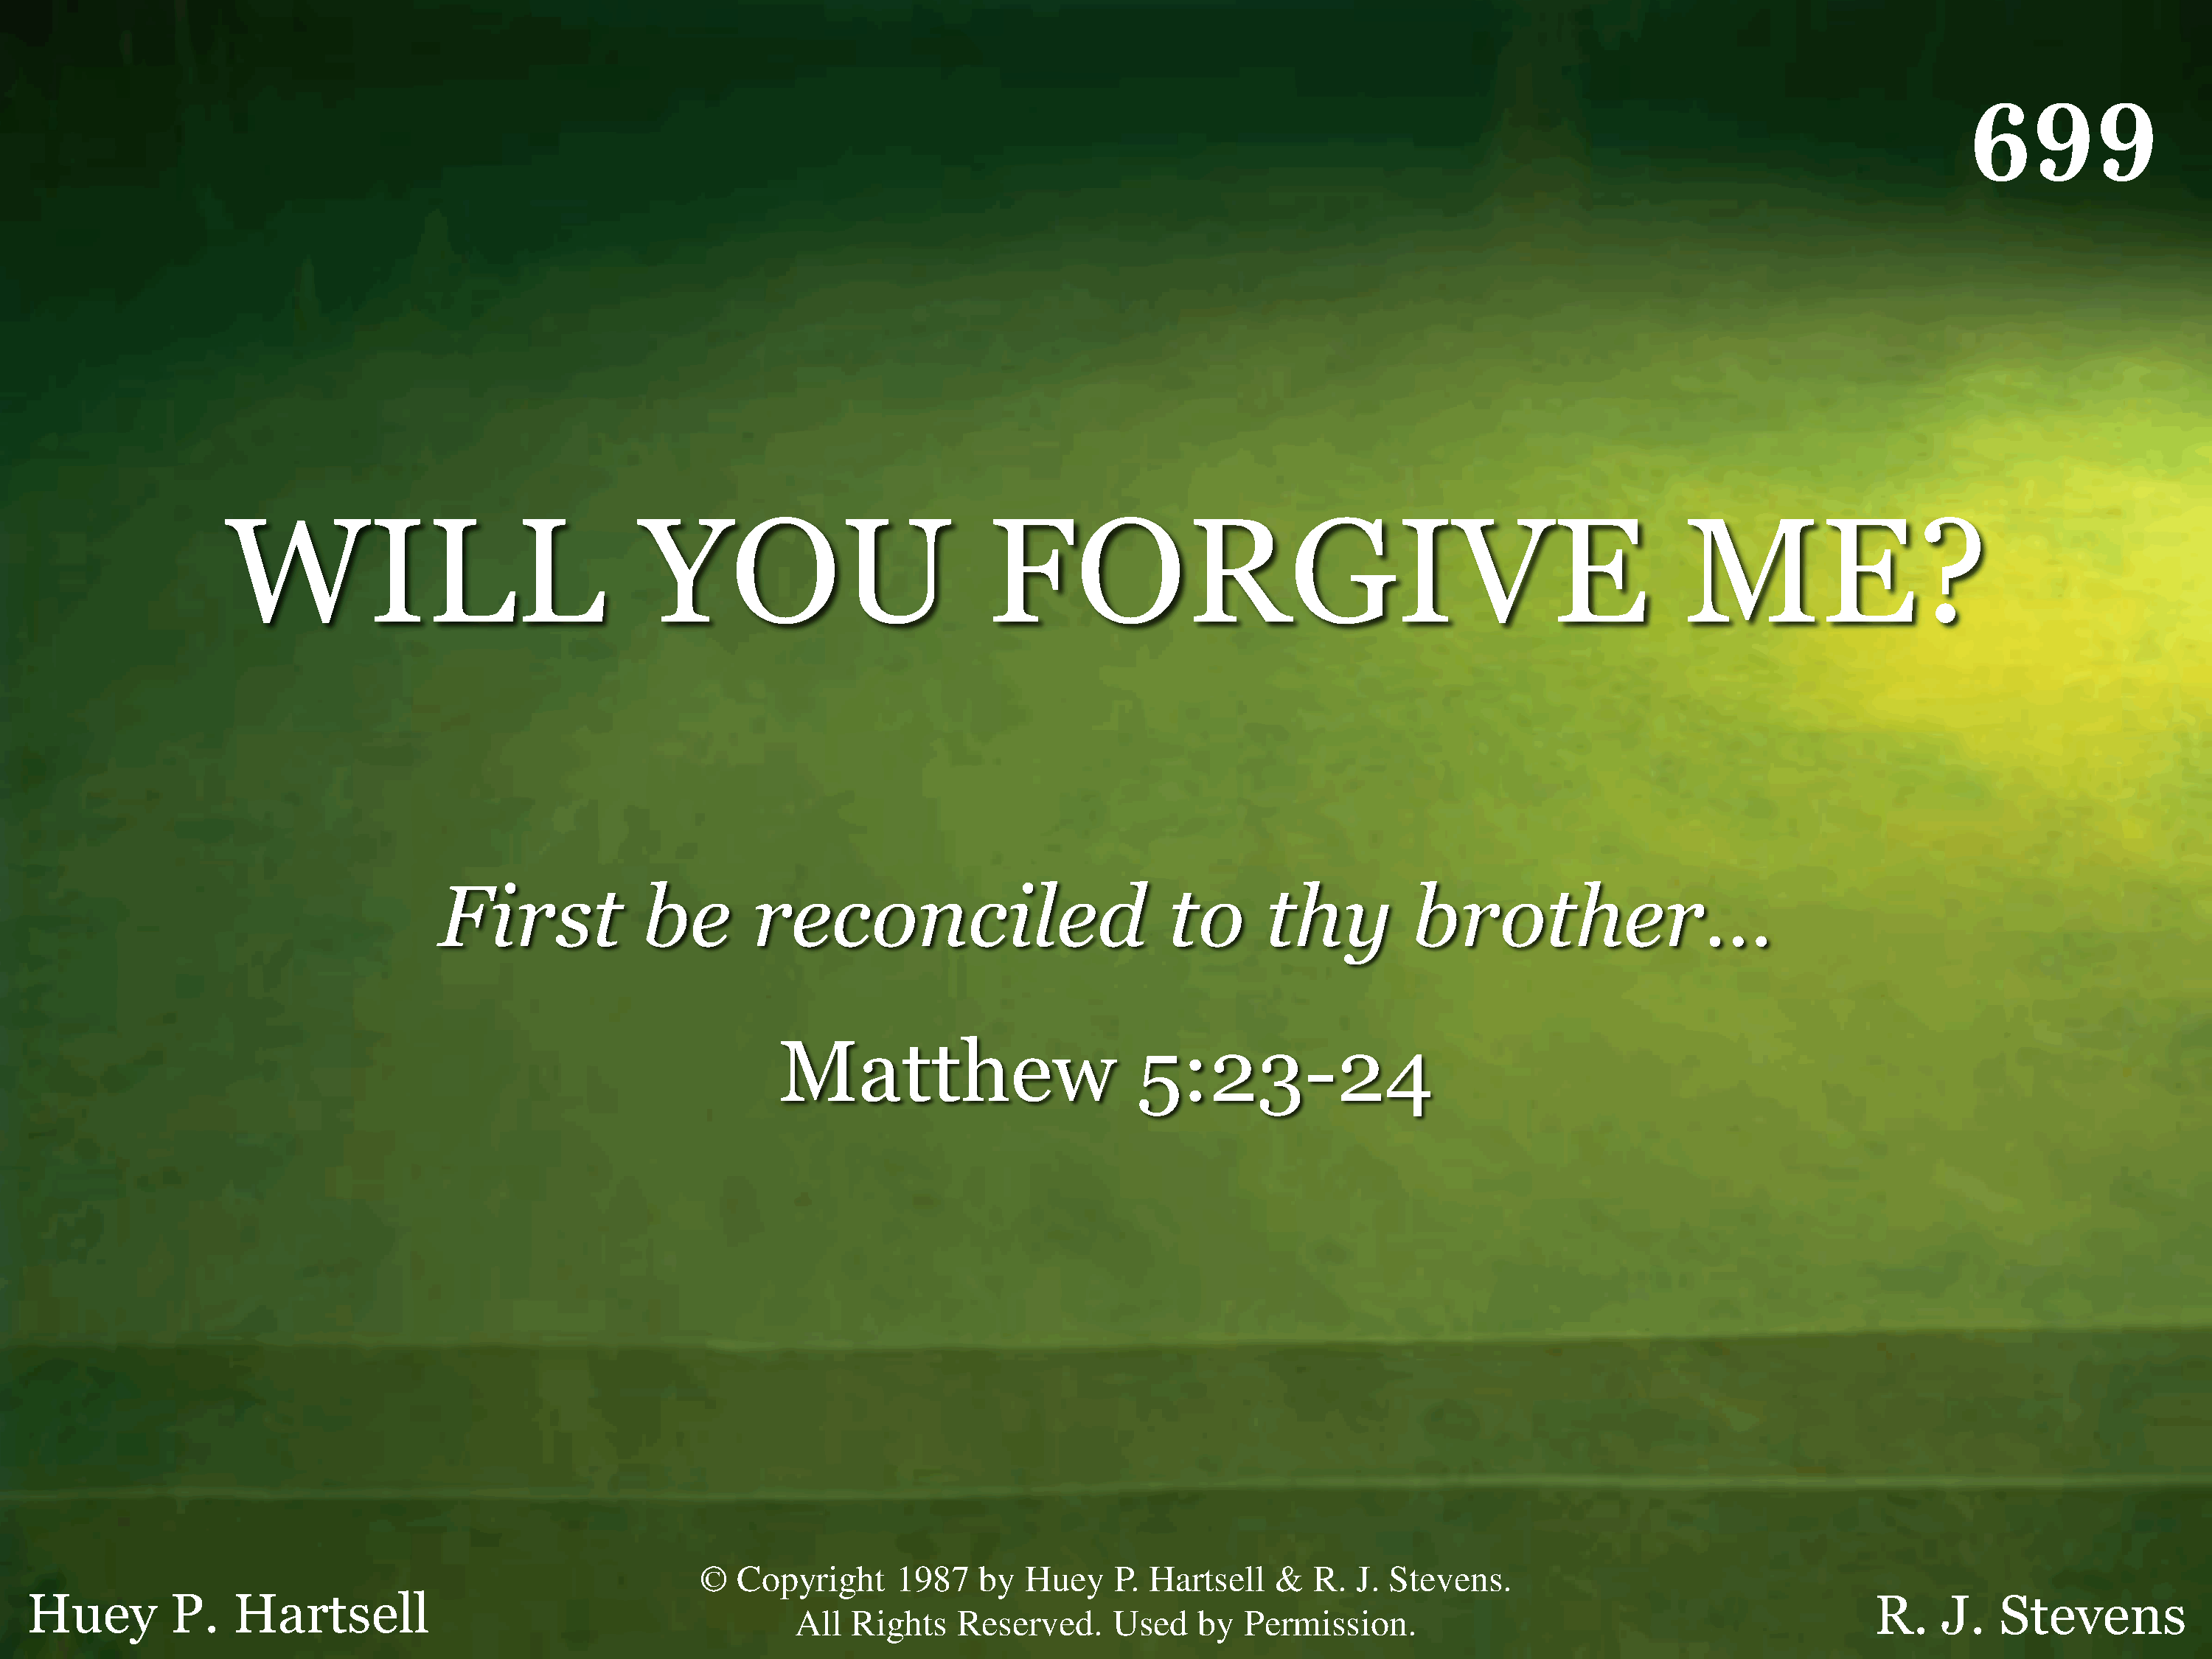 699
WILL YOU FORGIVE ME?
First be reconciled to thy brother…
Matthew 5:23-24
© Copyright 1987 by Huey P. Hartsell & R. J. Stevens.
All Rights Reserved. Used by Permission.
Huey P. Hartsell
R. J. Stevens